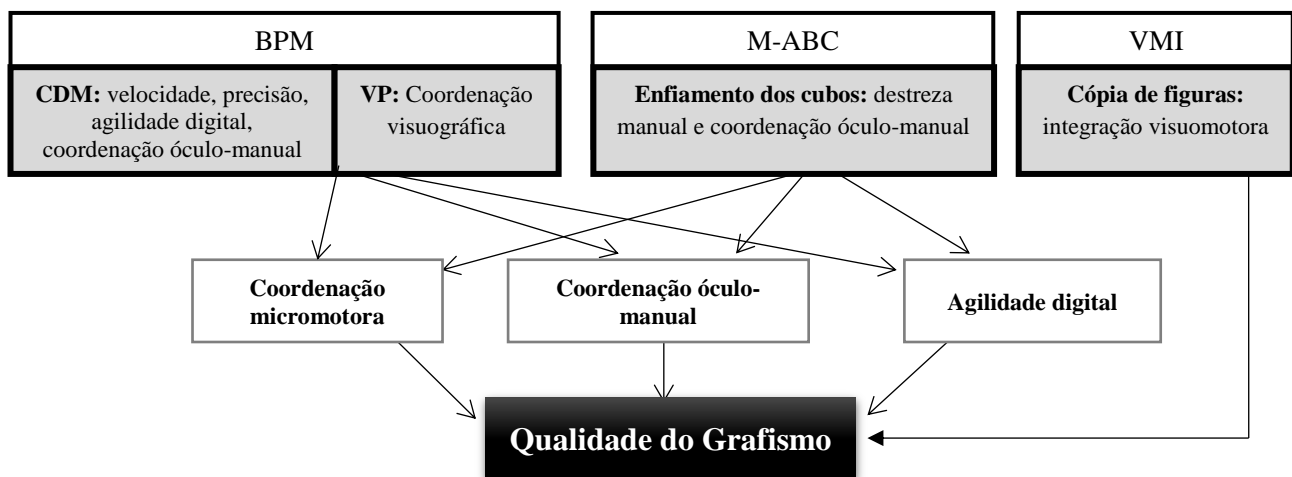 BPM
M-ABC
VMI
CDM: velocidade, precisão,
agilidade digital,
coordenação óculo-manual
VP: Coordenação
visuográfica
Enfiamento dos cubos: destreza
manual e coordenação óculo-manual
Cópia de figuras:
integração visuomotora
Coordenação
micromotora
Coordenação óculo-
manual
Agilidade digital
Qualidade do Grafismo